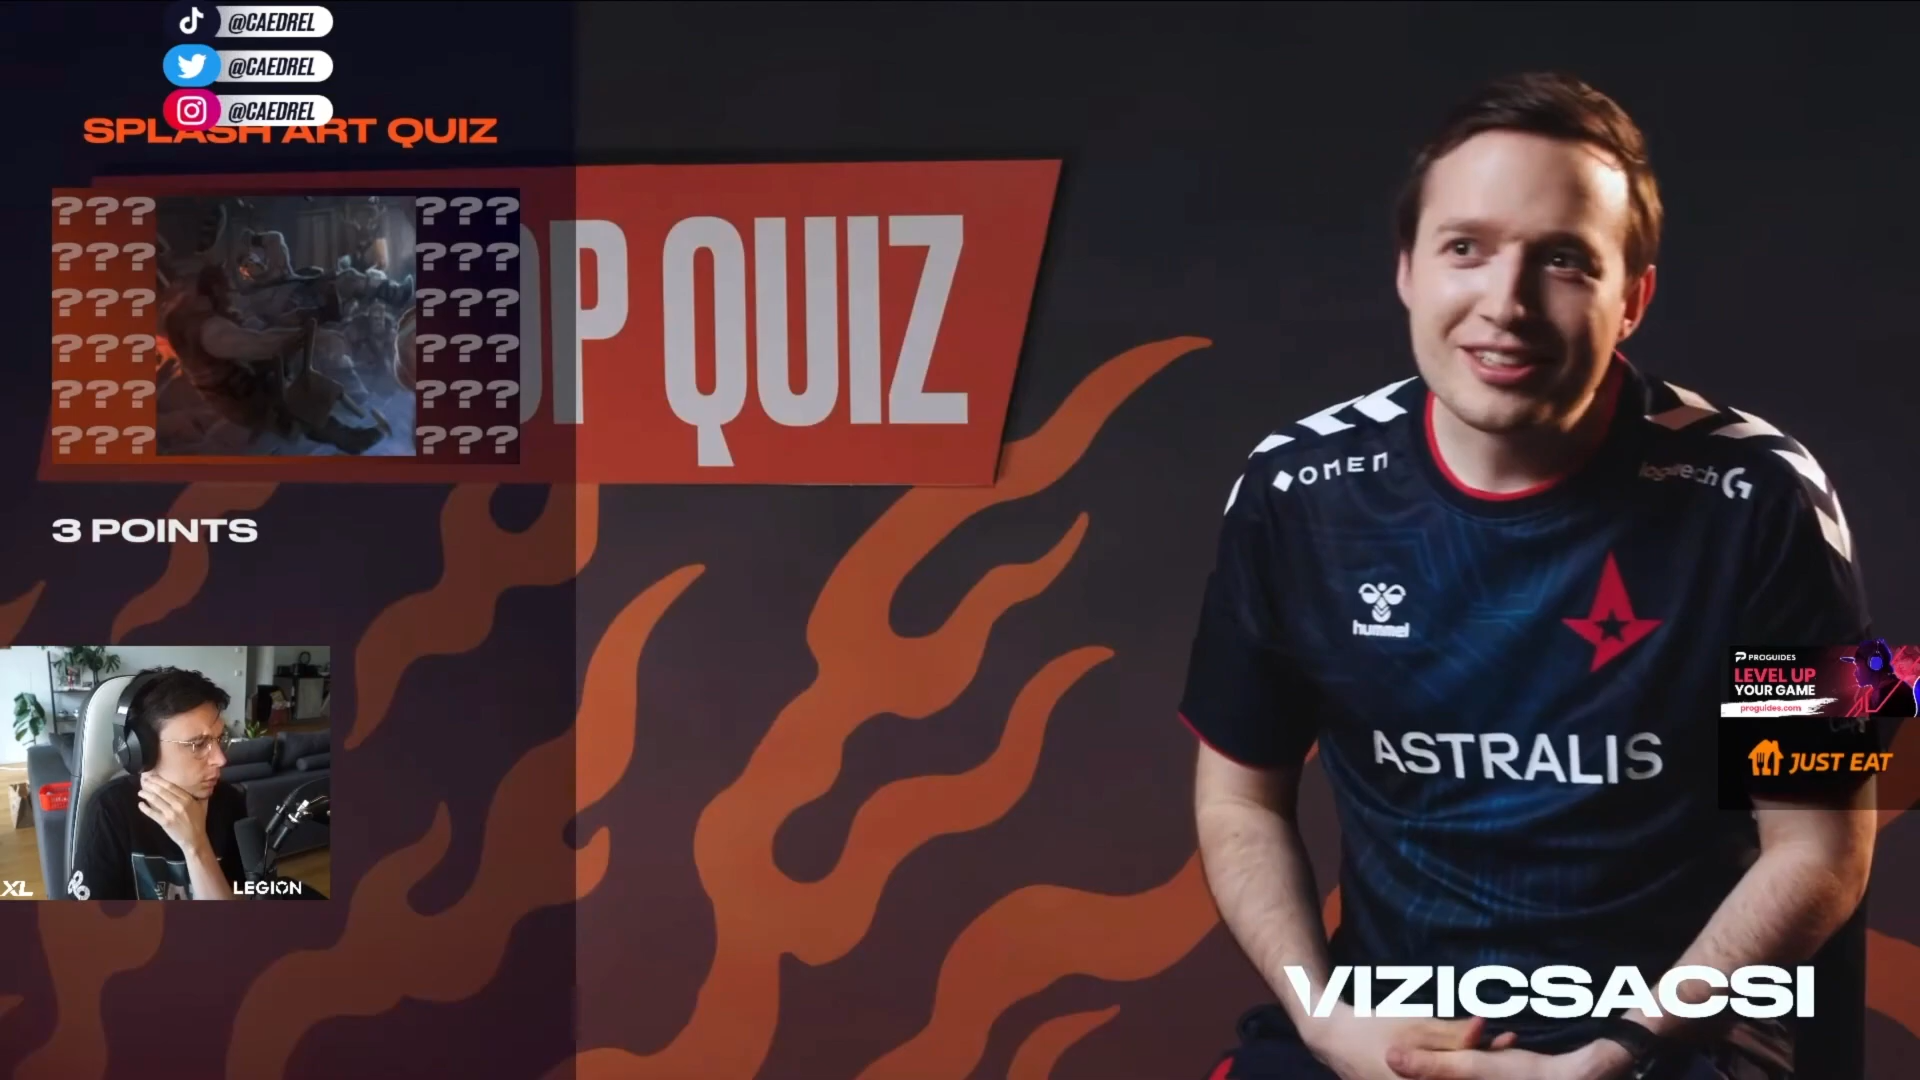 @CAEDREL
@CAEDREL
@CAEDREL
SPLASH ART QUIZ
??? ???
??? ???
??? ???
??? ???
??? ???
??? ???
OP QUIZ
3 POINTS
OMEN
logitech G
hummel
ASTRALIS
PROGUIDES
LEVEL UP
YOUR GAME
proguides.com
JUST EAT
XL
LEGION
VIZICSACSI